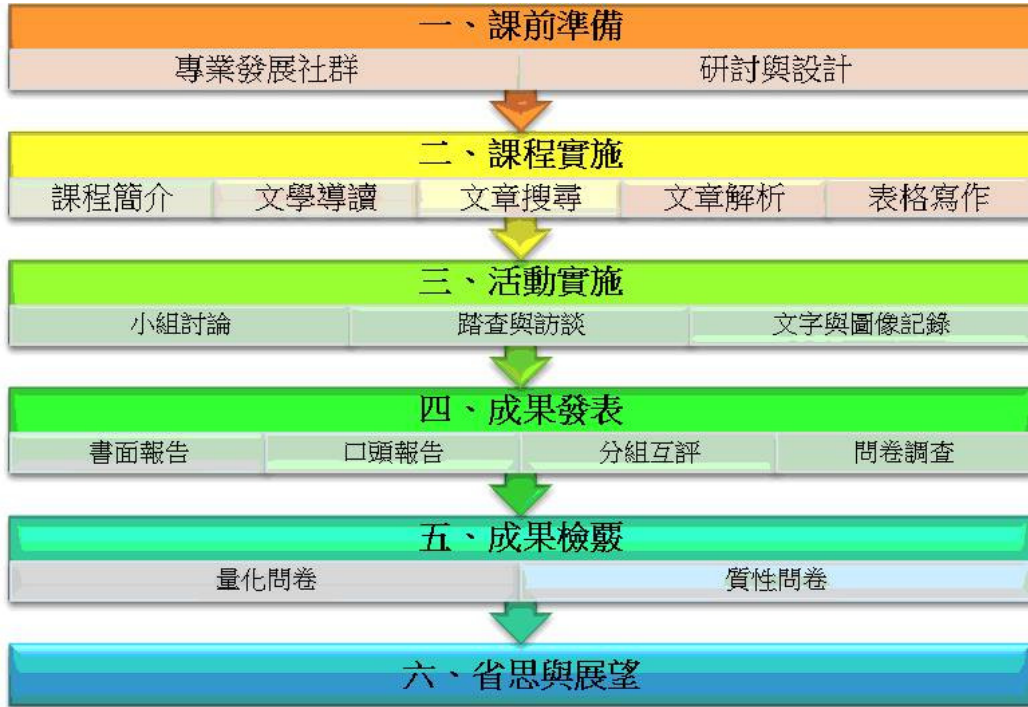 一、課前準備
專業發展社群 研討與設計
二、課程實施
課程簡介 文學導讀 文章搜尋 文章解析 表格寫作
三、活動實施
小組討論 踏查與訪談 文字與圖像記錄
四、成果發表
書面報告 口頭報告 分組互評 問卷調查
五、成果檢覈
量化問卷 質性問卷
六、省思與展望